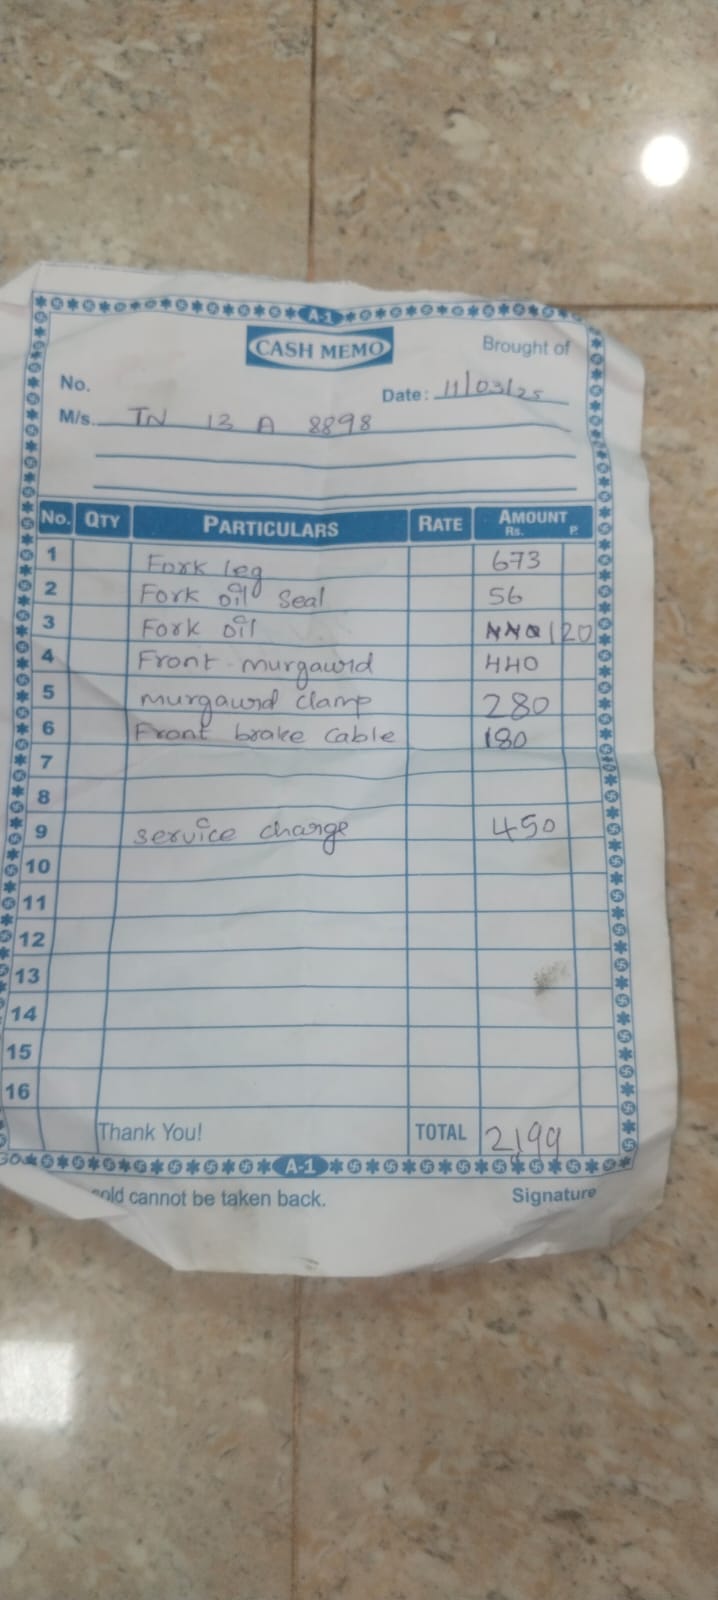 A-1
CASH MEMO
Brought of
No.
Date: 11/03/25
M/s. TN 13 A 8898
No. QTY PARTICULARS RATE AMOUNT
Rs. P.
1 Fork leg 673
2 Fork oil seal 56
3 Fork oil 120
4 Front murgawrd 440
5 murgawrd clamp 280
6 Front brake cable 180
7
8
9 service charge 450
10
11
12
13
14
15
16
Thank You! TOTAL 2199
A-1
sold cannot be taken back.
Signature